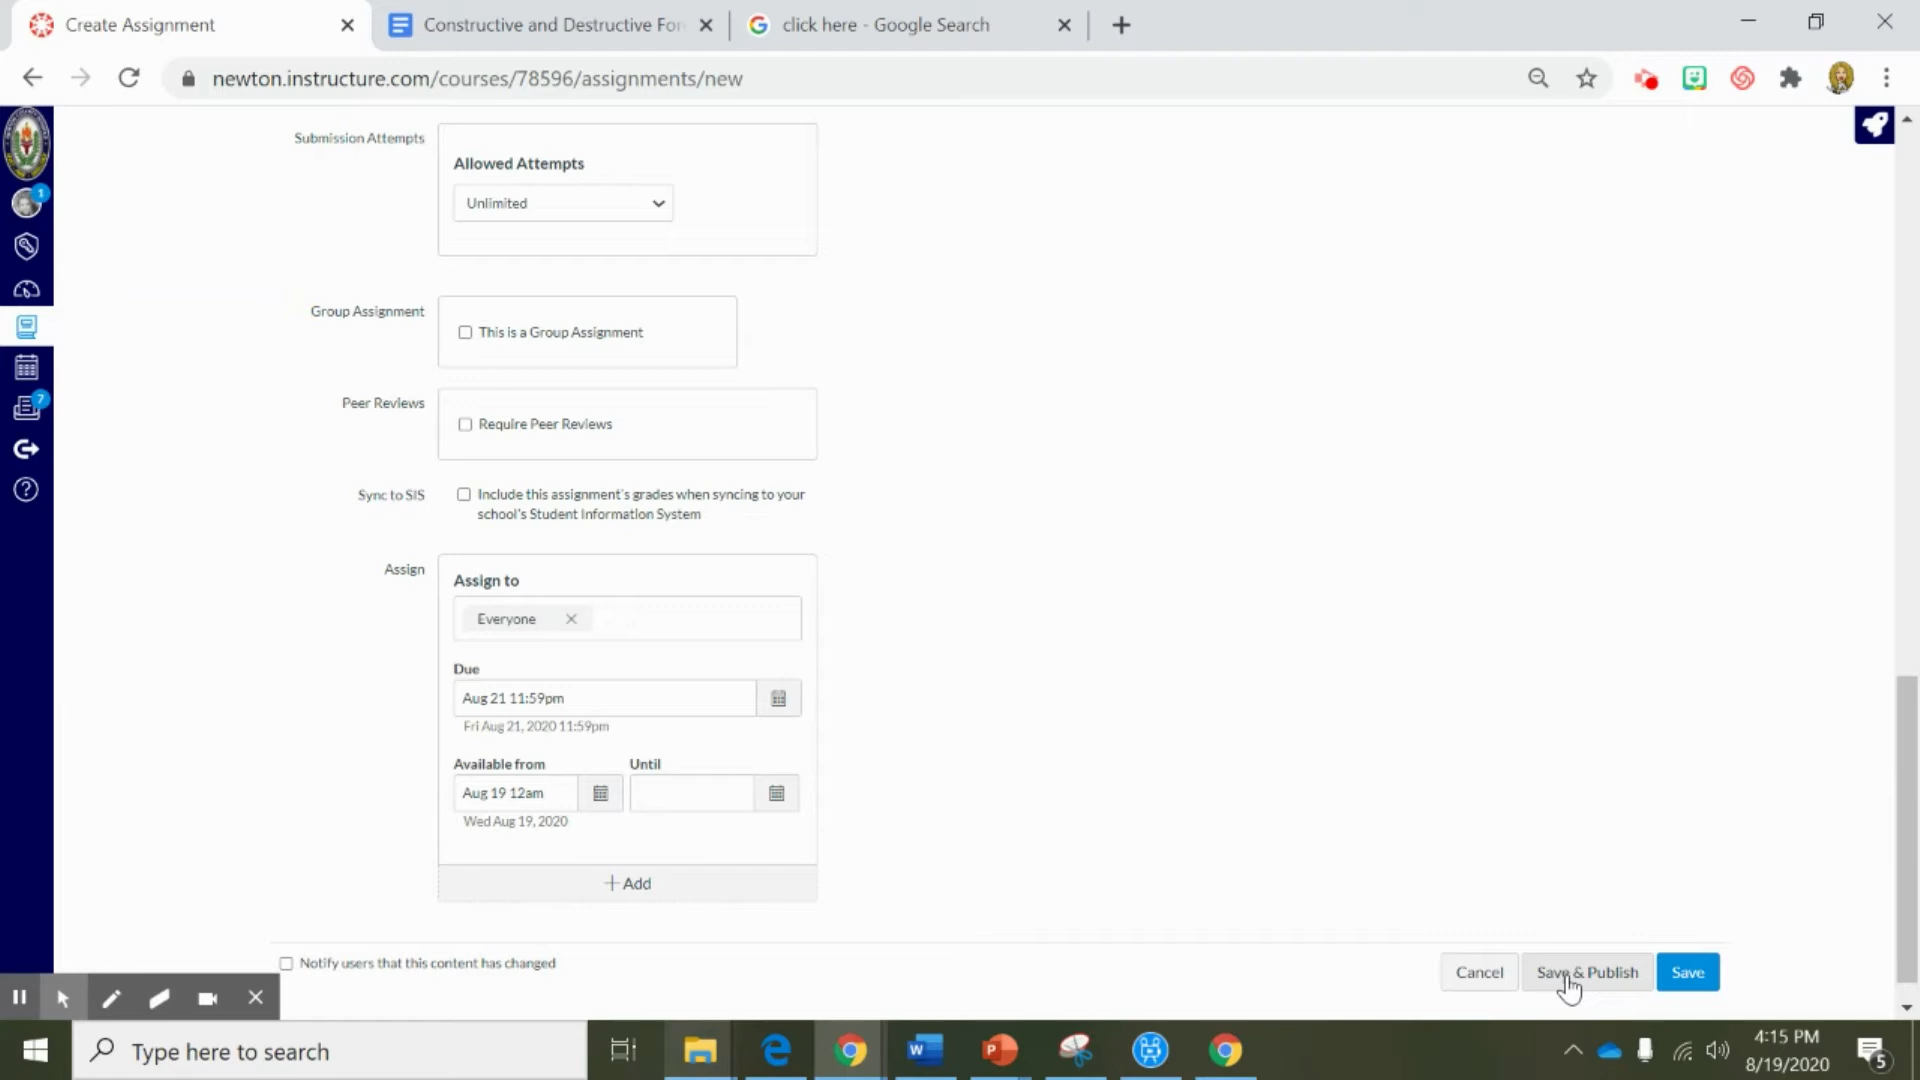 Create Assignment
Constructive and Destructive For
click here - Google Search
newton.instructure.com/courses/78596/assignments/new
Submission Attempts
Allowed Attempts
Unlimited
1
Group Assignment
This is a Group Assignment
Peer Reviews
Require Peer Reviews
7
Sync to SIS
Include this assignment's grades when syncing to your
school's Student Information System
Assign
Assign to
Everyone
Due
Aug 21 11:59pm
Fri Aug 21, 2020 11:59pm
Available from
Until
Aug 19 12am
Wed Aug 19, 2020
Add
Notify users that this content has changed
Cancel
Save & Publish
Save
Type here to search
4:15 PM
8/19/2020
5